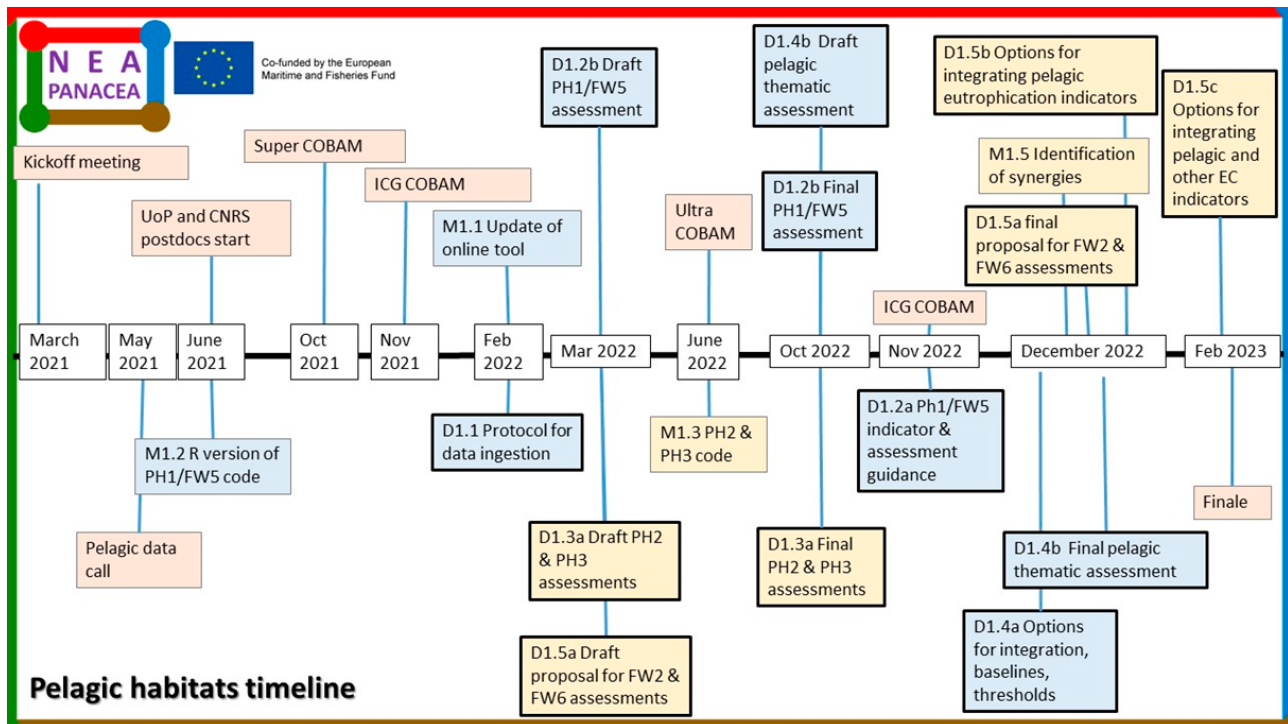 N E A
PANACEA
Co-funded by the European
Maritime and Fisheries Fund
Kickoff meeting
UoP and CNRS
postdocs start
Super COBAM
ICG COBAM
M1.1 Update of
online tool
D1.2b Draft
PH1/FW5
assessment
Ultra
COBAM
D1.4b Draft
pelagic
thematic
assessment
D1.2b Final
PH1/FW5
assessment
ICG COBAM
D1.5b Options for
integrating pelagic
eutrophication indicators
M1.5 Identification
of synergies
D1.5a final
proposal for FW2 &
FW6 assessments
D1.5c
Options for
integrating
pelagic and
other EC
indicators
March
2021
May
2021
June
2021
Oct
2021
Nov
2021
Feb
2022
Mar 2022
June
2022
Oct 2022
Nov 2022
December 2022
Feb 2023
M1.2 R version of
PH1/FW5 code
Pelagic data
call
D1.1 Protocol for
data ingestion
D1.3a Draft PH2
& PH3
assessments
D1.5a Draft
proposal for FW2 &
FW6 assessments
M1.3 PH2 &
PH3 code
D1.3a Final
PH2 & PH3
assessments
D1.2a Ph1/FW5
indicator &
assessment
guidance
D1.4b Final pelagic
thematic assessment
D1.4a Options
for integration,
baselines,
thresholds
Finale
Pelagic habitats timeline